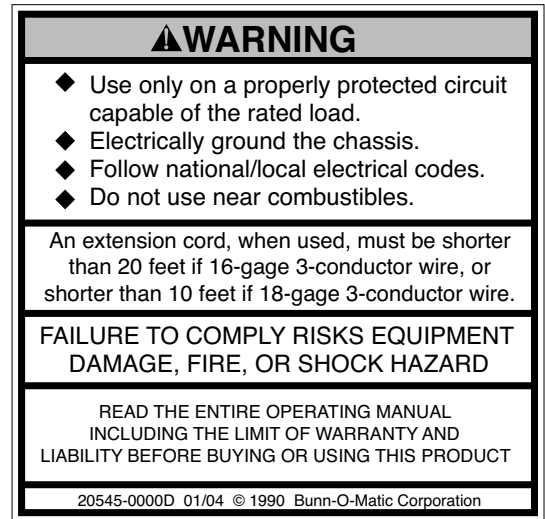 ⚠WARNING
◆ Use only on a properly protected circuit
capable of the rated load.
◆ Electrically ground the chassis.
◆ Follow national/local electrical codes.
◆ Do not use near combustibles.
An extension cord, when used, must be shorter
than 20 feet if 16-gage 3-conductor wire, or
shorter than 10 feet if 18-gage 3-conductor wire.
FAILURE TO COMPLY RISKS EQUIPMENT
DAMAGE, FIRE, OR SHOCK HAZARD
READ THE ENTIRE OPERATING MANUAL
INCLUDING THE LIMIT OF WARRANTY AND
LIABILITY BEFORE BUYING OR USING THIS PRODUCT
20545-0000D 01/04 © 1990 Bunn-O-Matic Corporation